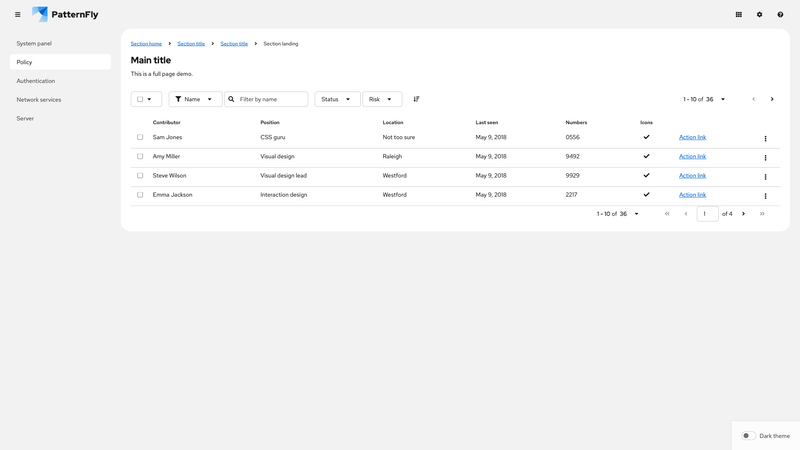 PatternFly
System panel
Policy
Authentication
Network services
Server
Section home Section title Section title Section landing
Main title
This is a full page demo.
Name Filter by name Status Risk 1 - 10 of 36
Contributor Position Location Last seen Numbers Icons
Sam Jones CSS guru Not too sure May 9, 2018 0556 Action link
Amy Miller Visual design Raleigh May 9, 2018 9492 Action link
Steve Wilson Visual design lead Westford May 9, 2018 9929 Action link
Emma Jackson Interaction design Westford May 9, 2018 2217 Action link
1 - 10 of 36 1 of 4
Dark theme